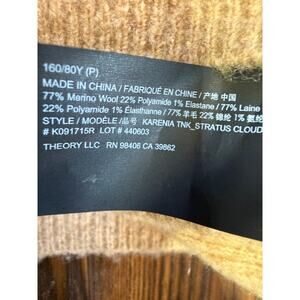 160/80Y (P)
MADE IN CHINA / FABRIQUÉ EN CHINE / 产地 中国
77% Merino Wool 22% Polyamide 1% Elastane / 77% Laine
22% Polyamide 1% Élasthanne / 77% 羊毛 22% 锦纶 1% 氨纶
STYLE / MODÈLE /品号: KARENIA TNK_STRATUS CLOUD
# K091715R LOT # 440603
THEORY LLC RN 98406 CA 39862